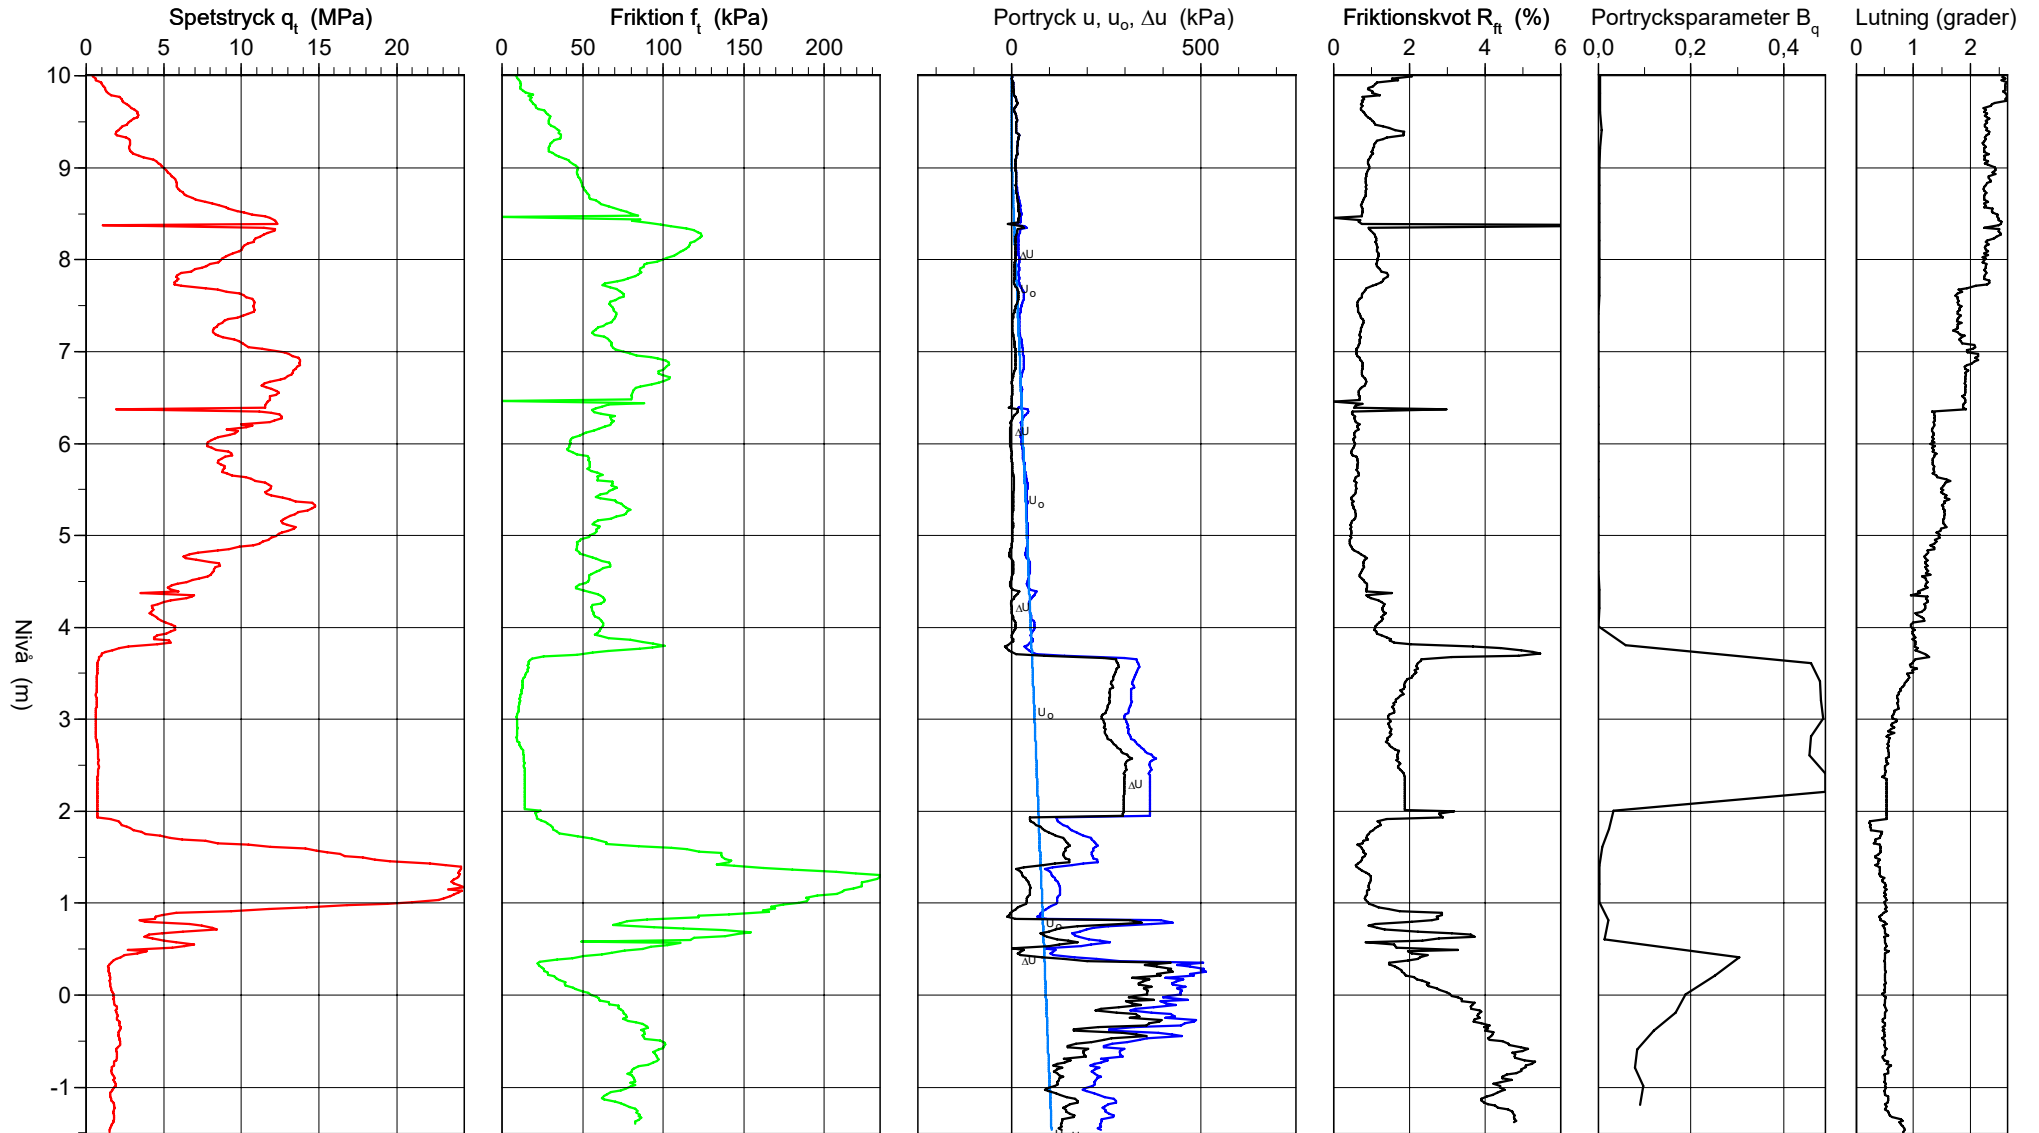 Spetstryck qt (MPa) Friktion ft (kPa) Portryck u, uo, Δu (kPa) Friktionskvot Rft (%) Portrycksparameter Bq Lutning (grader)
0 5 10 15 20 0 50 100 150 200 0 500 0 2 4 6 0,0 0,2 0,4 0 1 2
10
9
8
ΔU
Uo
7
6
ΔU
Uo
5
ΔU
4
Nivå (m)
3
Uo
ΔU
2
1
Uo
ΔU
0
-1